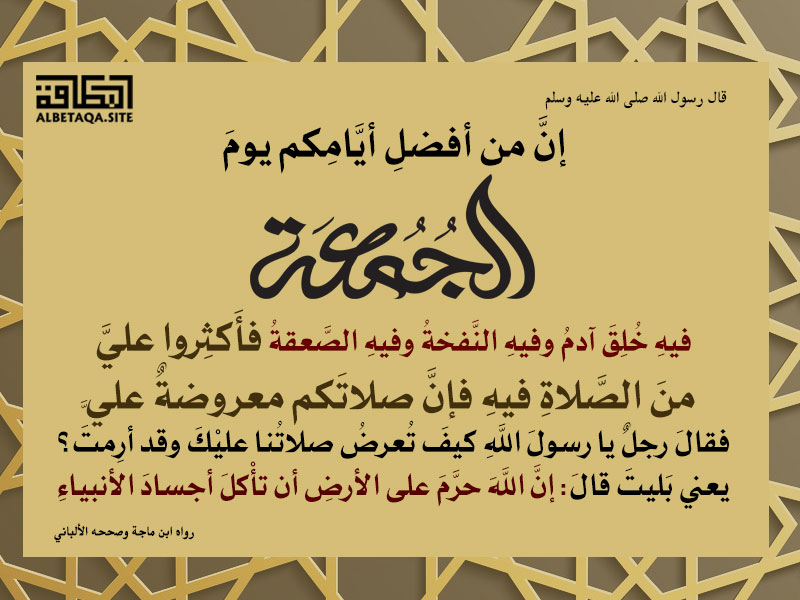 البطاقة
ALBETAQA.SITE
قال رسول الله صلى الله عليه وسلم
إنَّ من أفضلِ أيَّامِكم يومَ
الجُمُعَة
فيهِ خُلِقَ آدمُ وفيهِ النَّفخةُ وفيهِ الصَّعقةُ فأَكثِروا عليَّ
منَ الصَّلاةِ فيهِ فإنَّ صلاتَكم معروضةٌ عليَّ
فقالَ رجلٌ يا رسولَ اللَّهِ كيفَ تُعرضُ صلاتُنا عليْكَ وقد أرِمتَ؟
يعني بَليتَ قالَ: إنَّ اللَّهَ حرَّمَ على الأرضِ أن تأْكلَ أجسادَ الأنبياءِ
رواه ابن ماجة وصححه الألباني